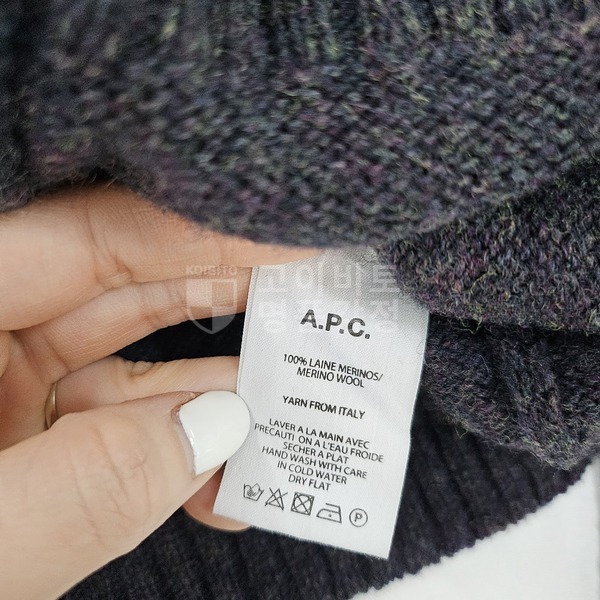 KOIBITO
고이비토
명품감정
A.P.C.
100% LAINE MERINOS/
MERINO WOOL
YARN FROM ITALY
LAVER A LA MAIN AVEC
PRECAUTI ON A L'EAU FROIDE
SECHER A PLAT
HAND WASH WITH CARE
IN COLD WATER
DRY FLAT
P